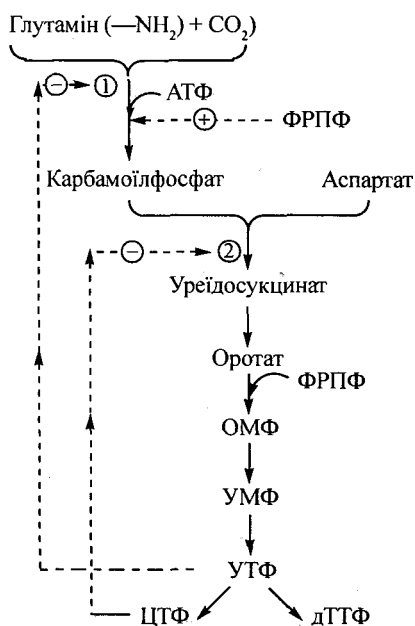 Глутамін (—NH₂) + CO₂)
⊖ ①
АТФ
⊕ ФРПФ
Карбамоїлфосфат Аспартат
⊖ ②
Уреїдосукцинат
Оротат
ФРПФ
ОМФ
УМФ
УТФ
ЦТФ дТТФ